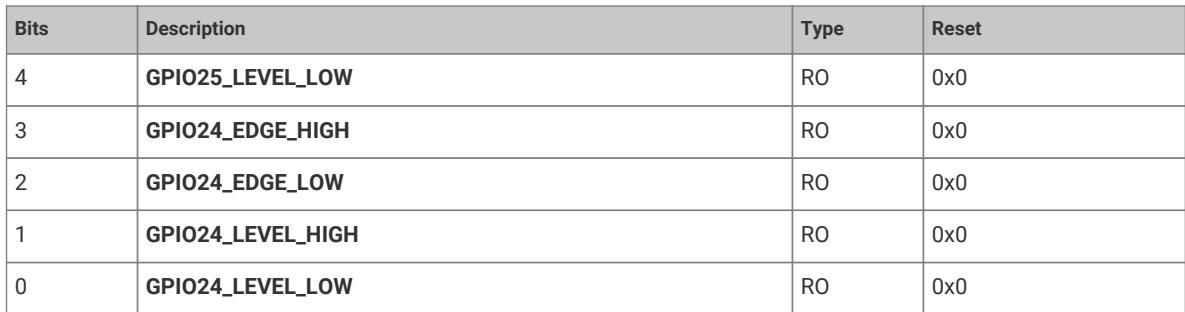 Bits Description Type Reset
4 GPIO25_LEVEL_LOW RO 0x0
3 GPIO24_EDGE_HIGH RO 0x0
2 GPIO24_EDGE_LOW RO 0x0
1 GPIO24_LEVEL_HIGH RO 0x0
0 GPIO24_LEVEL_LOW RO 0x0